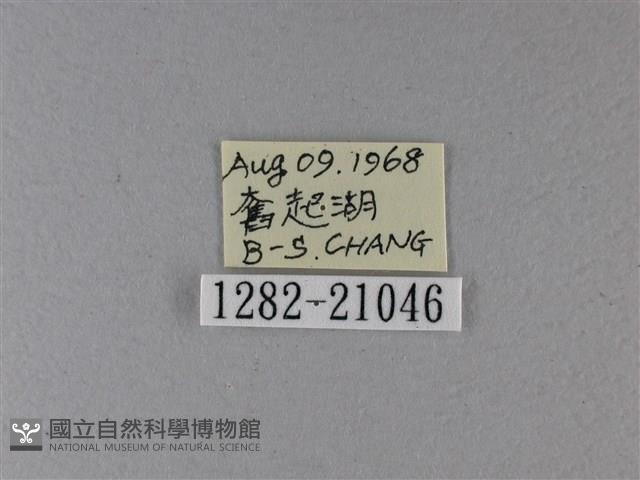 Aug 09. 1968
奮起湖
B-S. CHANG
1282-21046
國立自然科學博物館
NATIONAL MUSEUM OF NATURAL SCIENCE